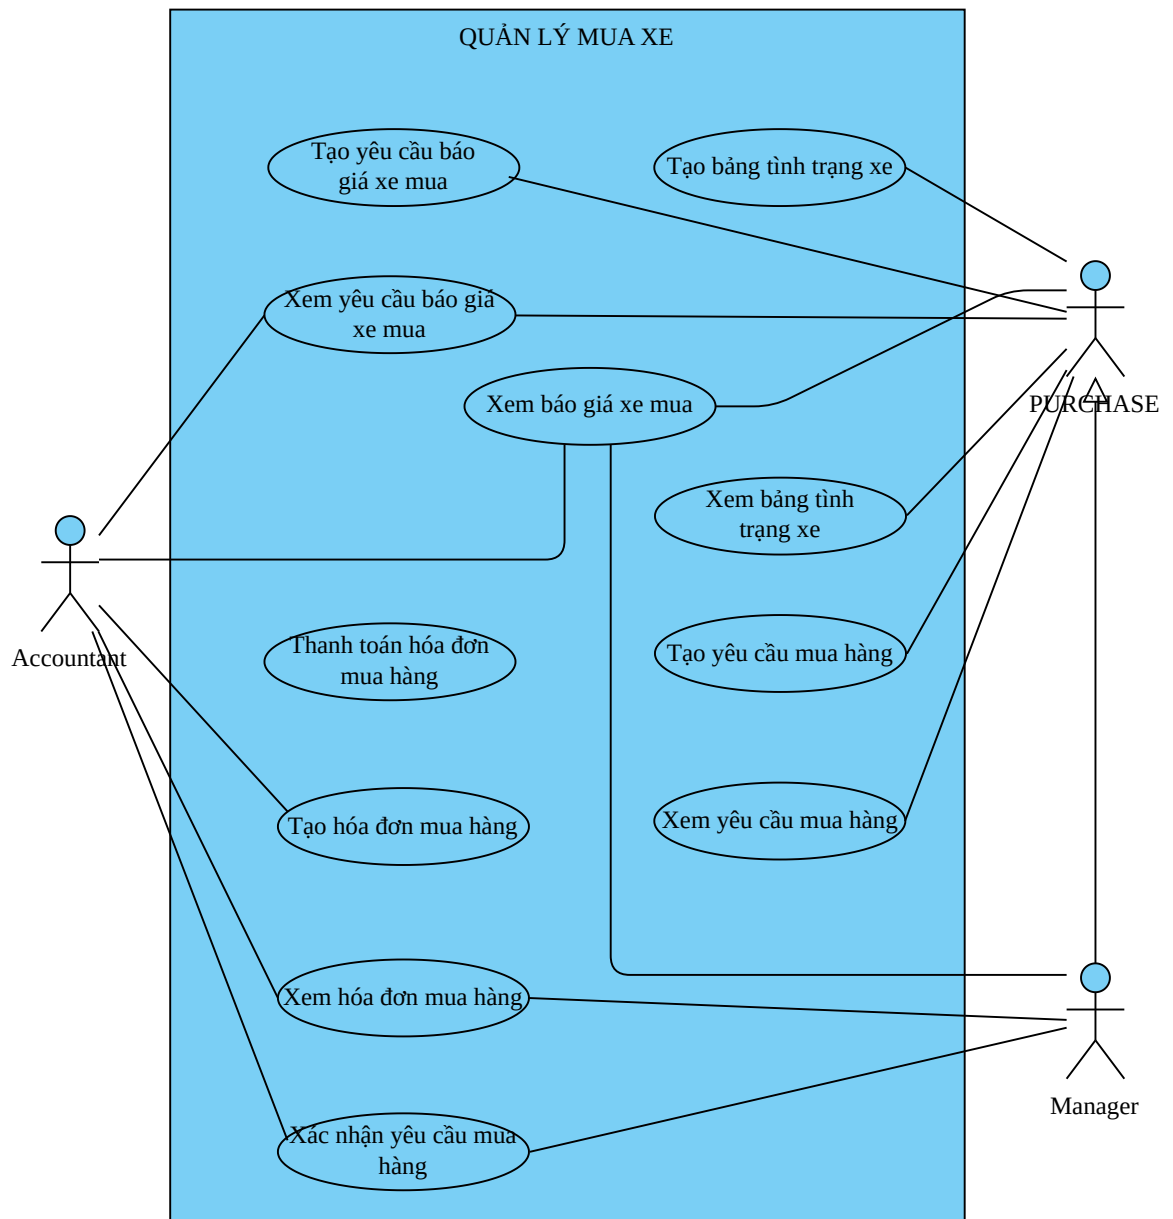 QUẢN LÝ MUA XE
Tạo yêu cầu báo
giá xe mua
Tạo bảng tình trạng xe
Xem yêu cầu báo giá
xe mua
Xem báo giá xe mua
PURCHASE
Xem bảng tình
trạng xe
Accountant
Thanh toán hóa đơn
mua hàng
Tạo yêu cầu mua hàng
Tạo hóa đơn mua hàng
Xem yêu cầu mua hàng
Xem hóa đơn mua hàng
Manager
Xác nhận yêu cầu mua
hàng